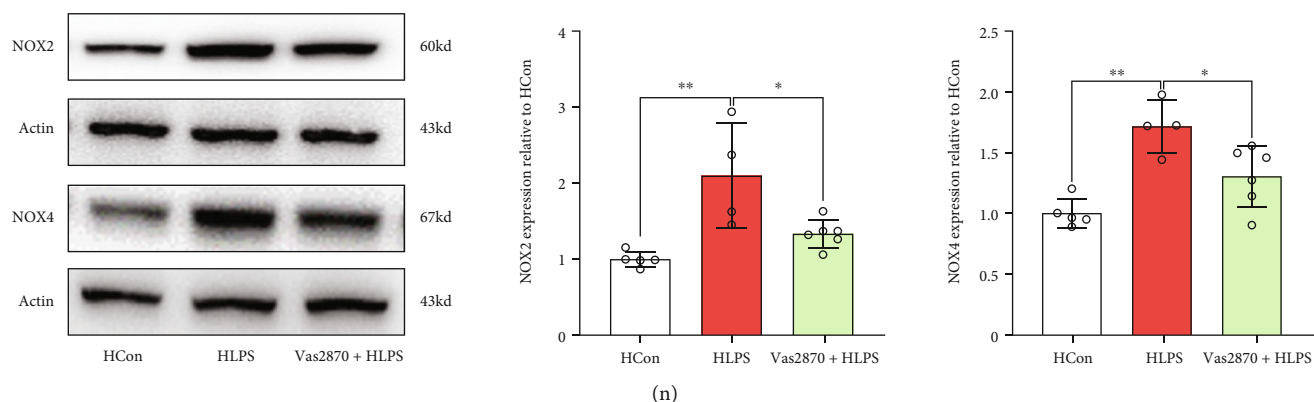 NOX2
60kd
Actin
43kd
NOX4
67kd
Actin
43kd
HCon
HLPS
Vas2870 + HLPS
NOX2 expression relative to HCon
4
3
2
1
0
**
*
HCon
HLPS
Vas2870 + HLPS
NOX4 expression relative to HCon
2.5
2.0
1.5
1.0
0.5
0
**
*
HCon
HLPS
Vas2870 + HLPS
(n)